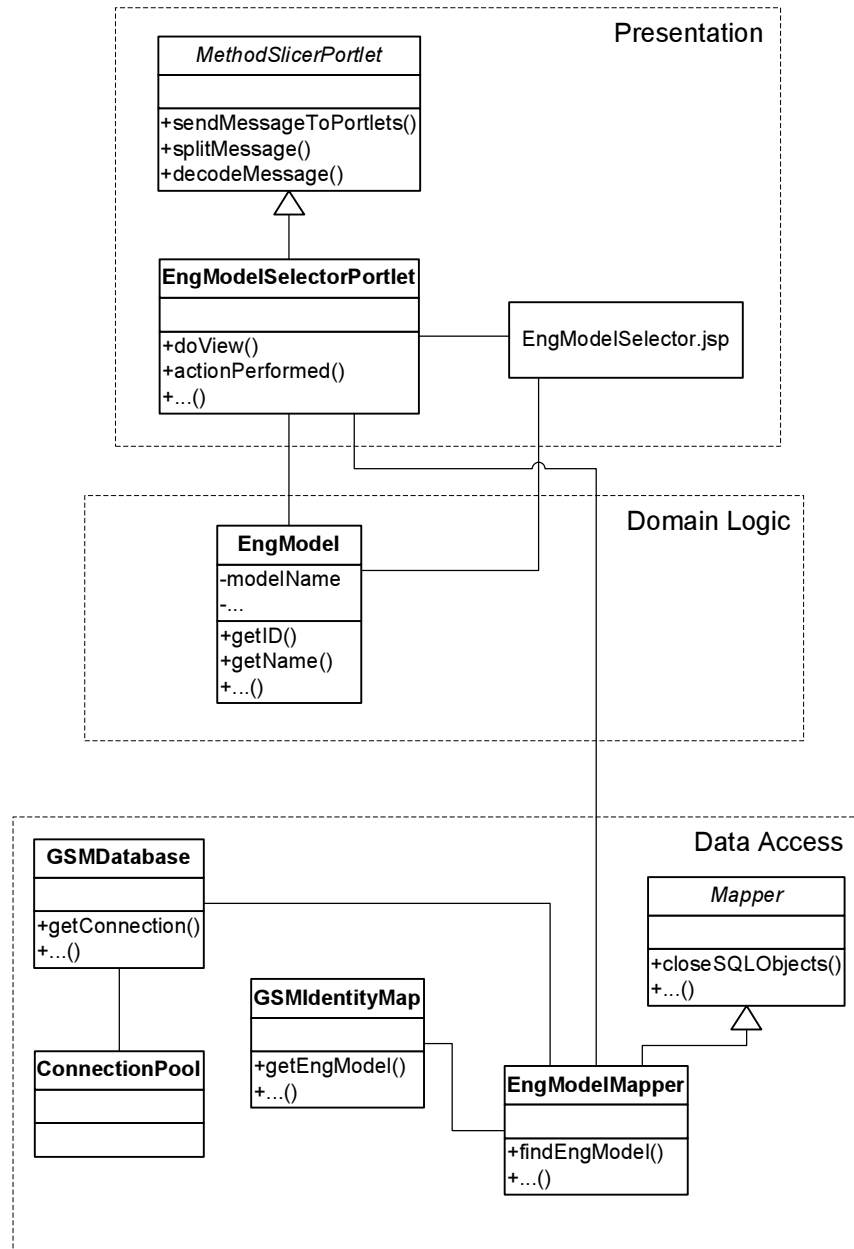 Presentation
MethodSlicerPortlet
+sendMessageToPortlets()
+splitMessage()
+decodeMessage()
EngModelSelectorPortlet
+doView()
+actionPerformed()
+...()
EngModelSelector.jsp
Domain Logic
EngModel
-modelName
-...
+getID()
+getName()
+...()
Data Access
GSMDatabase
+getConnection()
+...()
Mapper
+closeSQLObjects()
+...()
GSMIdentityMap
+getEngModel()
+...()
ConnectionPool
EngModelMapper
+findEngModel()
+...()